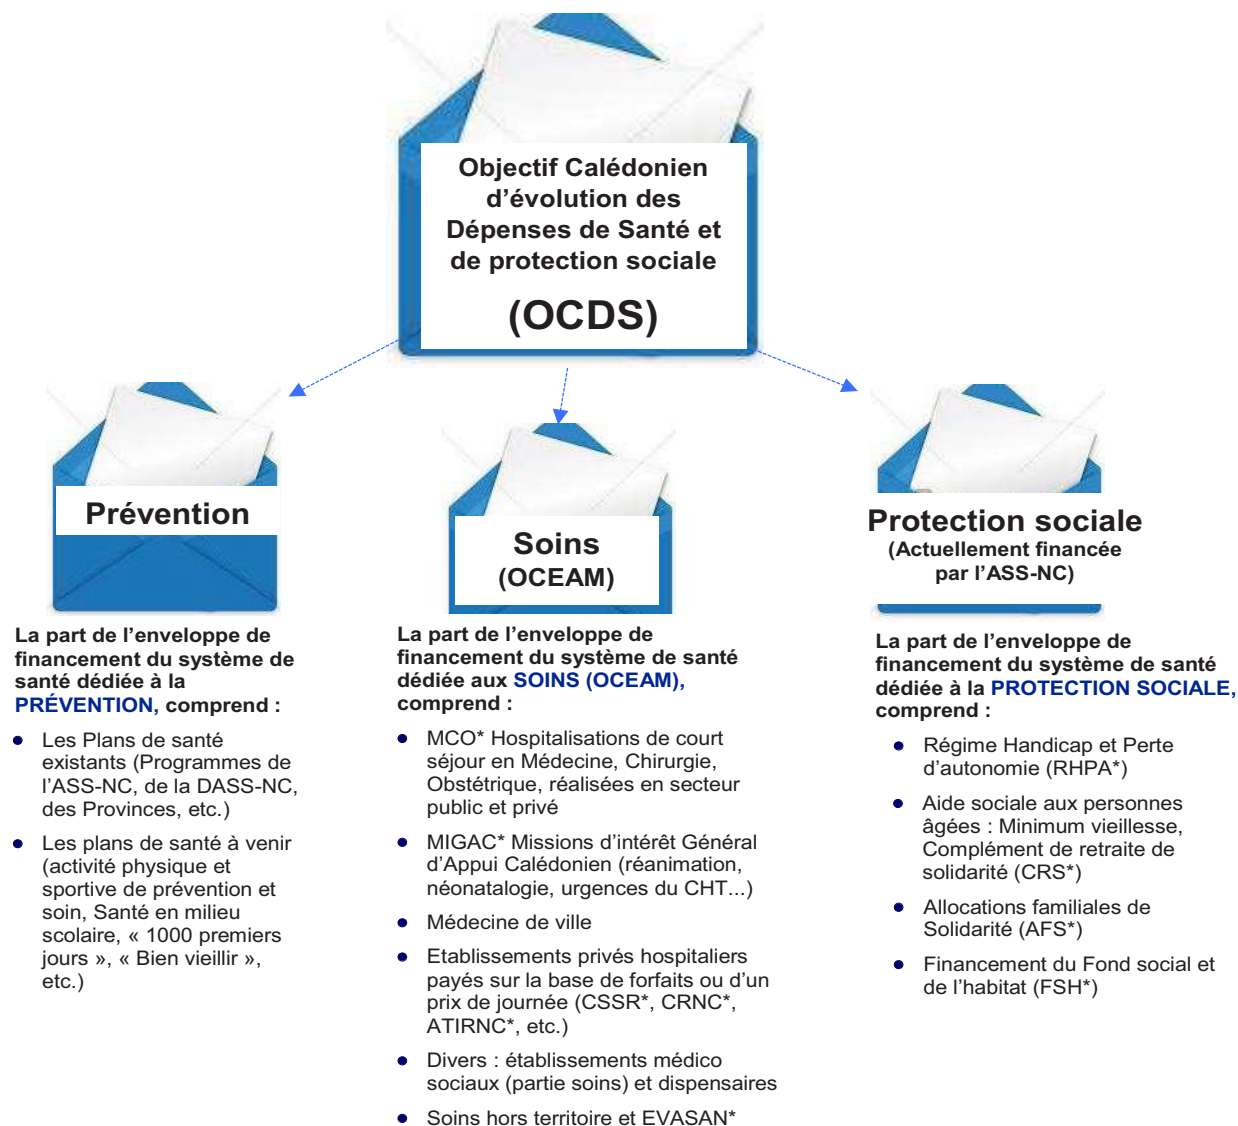 Objectif Calédonien
d’évolution des
Dépenses de Santé et
de protection sociale
(OCDS)
Prévention
La part de l’enveloppe de
financement du système de
santé dédiée à la
PRÉVENTION, comprend :
• Les Plans de santé
existants (Programmes de
l’ASS-NC, de la DASS-NC,
des Provinces, etc.)
• Les plans de santé à venir
(activité physique et
sportive de prévention et
soin, Santé en milieu
scolaire, « 1000 premiers
jours », « Bien vieillir »,
etc.)
Soins
(OCEAM)
La part de l’enveloppe de
financement du système de santé
dédiée aux SOINS (OCEAM),
comprend :
• MCO* Hospitalisations de court
séjour en Médecine, Chirurgie,
Obstétrique, réalisées en secteur
public et privé
• MIGAC* Missions d’intérêt Général
d’Appui Calédonien (réanimation,
néonatalogie, urgences du CHT...)
• Médecine de ville
• Etablissements privés hospitaliers
payés sur la base de forfaits ou d’un
prix de journée (CSSR*, CRNC*,
ATIRNC*, etc.)
• Divers : établissements médico
sociaux (partie soins) et dispensaires
• Soins hors territoire et EVASAN*
Protection sociale
(Actuellement financée
par l’ASS-NC)
La part de l’enveloppe de
financement du système de santé
dédiée à la PROTECTION SOCIALE,
comprend :
• Régime Handicap et Perte
d’autonomie (RHPA*)
• Aide sociale aux personnes
âgées : Minimum vieillesse,
Complément de retraite de
solidarité (CRS*)
• Allocations familiales de
Solidarité (AFS*)
• Financement du Fond social et
de l’habitat (FSH*)